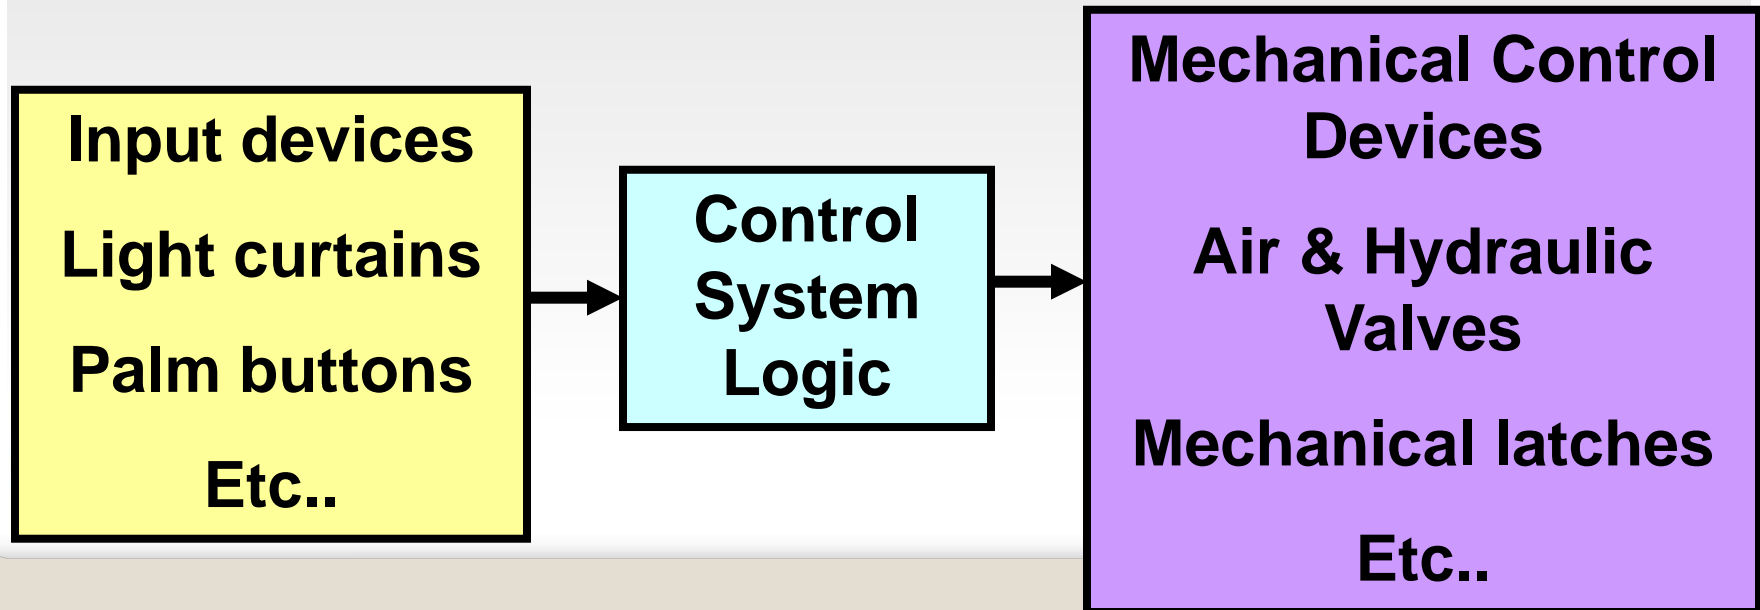 Input devices
Light curtains
Palm buttons
Etc..
Control
System
Logic
Mechanical Control
Devices
Air & Hydraulic
Valves
Mechanical latches
Etc..